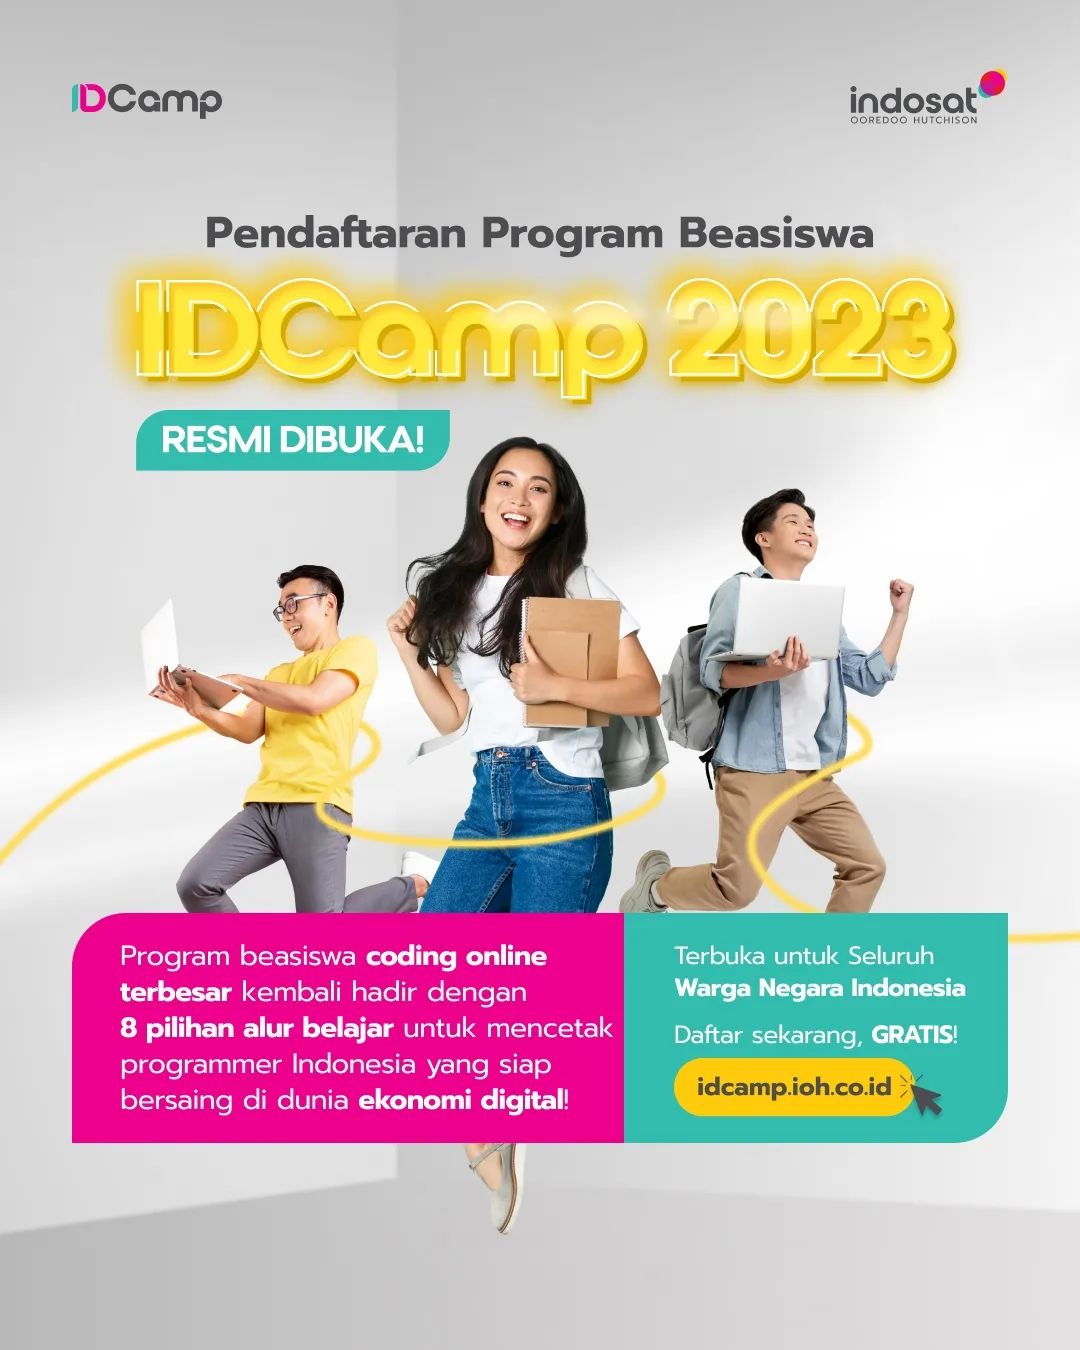 IDCamp
indosat
OOREDOO HUTCHISON
Pendaftaran Program Beasiswa
IDCamp 2023
RESMI DIBUKA!
Program beasiswa coding online
terbesar kembali hadir dengan
8 pilihan alur belajar untuk mencetak
programmer Indonesia yang siap
bersaing di dunia ekonomi digital!
Terbuka untuk Seluruh
Warga Negara Indonesia
Daftar sekarang, GRATIS!
idcamp.ioh.co.id